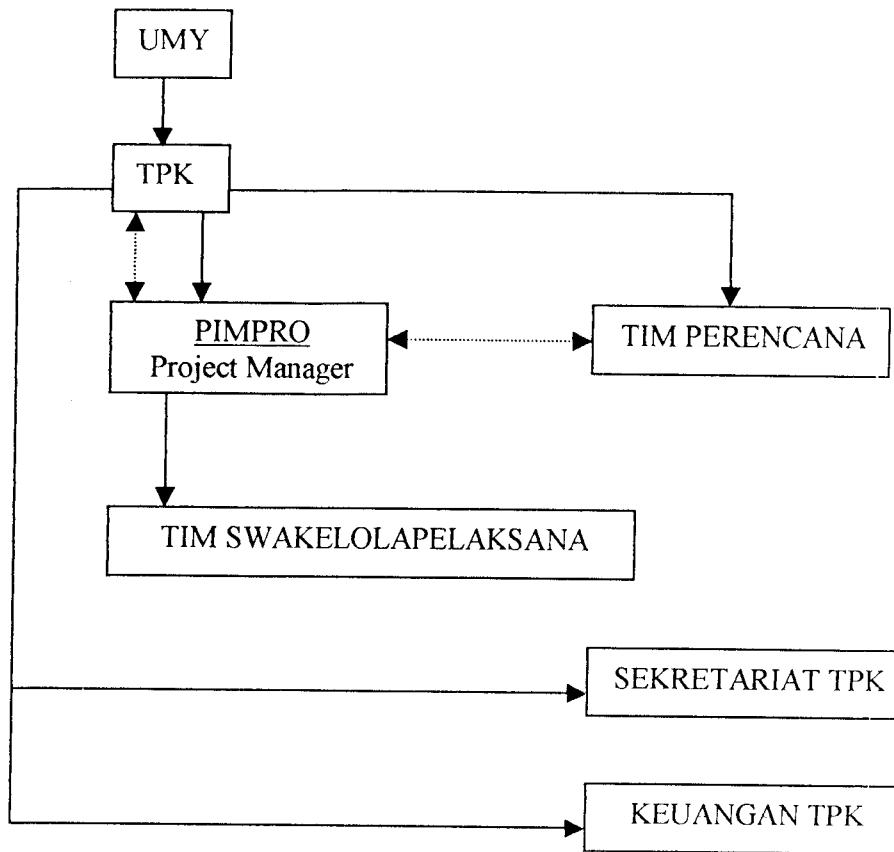 UMY
TPK
PIMPRO
Project Manager
TIM PERENCANA
TIM SWAKELOLAPELAKSANA
SEKRETARIAT TPK
KEUANGAN TPK